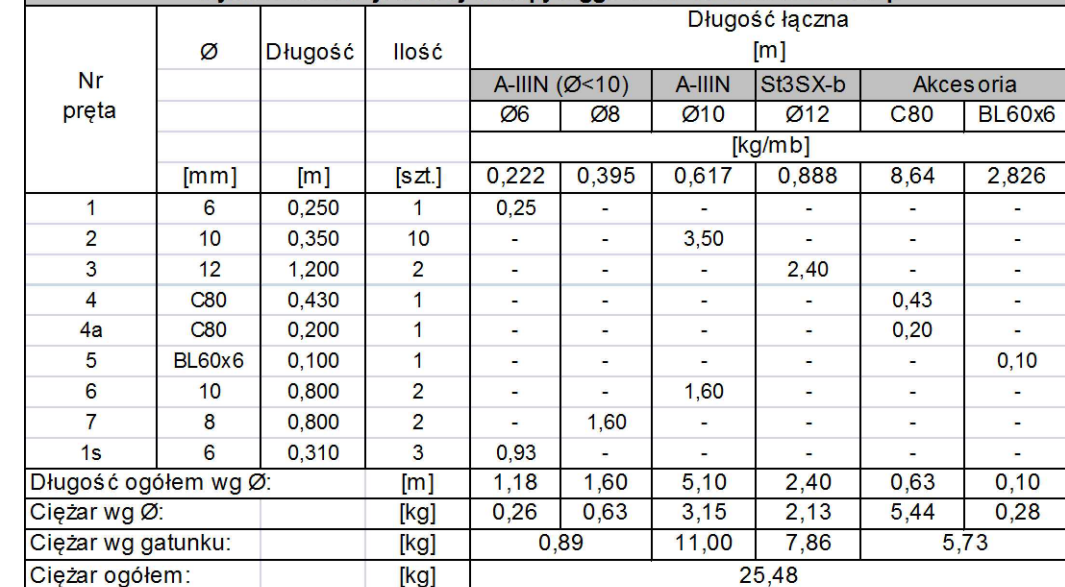 Długość łączna
Ø Długość Ilość [m]
Nr pręta A-IIIN (Ø<10) A-IIIN St3SX-b Akcesoria
Ø6 Ø8 Ø10 Ø12 C80 BL60x6
[kg/mb]
[mm] [m] [szt.] 0,222 0,395 0,617 0,888 8,64 2,826
1 6 0,250 1 0,25 - - - - -
2 10 0,350 10 - - 3,50 - - -
3 12 1,200 2 - - - 2,40 - -
4 C80 0,430 1 - - - - 0,43 -
4a C80 0,200 1 - - - - 0,20 -
5 BL60x6 0,100 1 - - - - - 0,10
6 10 0,800 2 - - 1,60 - - -
7 8 0,800 2 - 1,60 - - - -
1s 6 0,310 3 0,93 - - - - -
Długość ogółem wg Ø: [m] 1,18 1,60 5,10 2,40 0,63 0,10
Ciężar wg Ø: [kg] 0,26 0,63 3,15 2,13 5,44 0,28
Ciężar wg gatunku: [kg] 0,89 11,00 7,86 5,73
Ciężar ogółem: [kg] 25,48